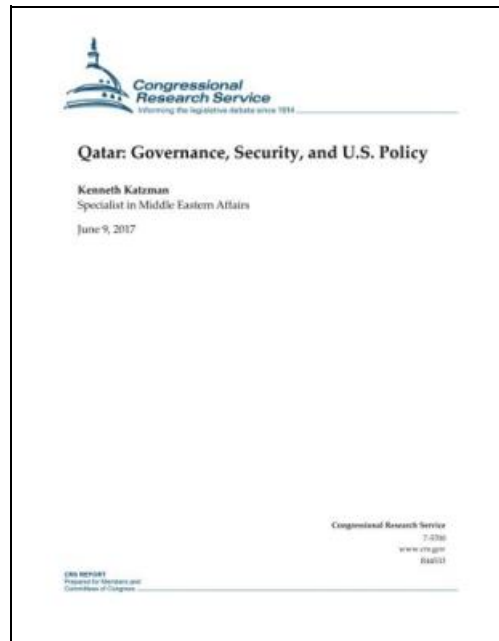 Congressional
Research Service
Informing the legislative debate since 1914
Qatar: Governance, Security, and U.S. Policy
Kenneth Katzman
Specialist in Middle Eastern Affairs
June 9, 2017
Congressional Research Service
7-5700
www.crs.gov
CRS REPORT
Prepared for Members and
Committees of Congress